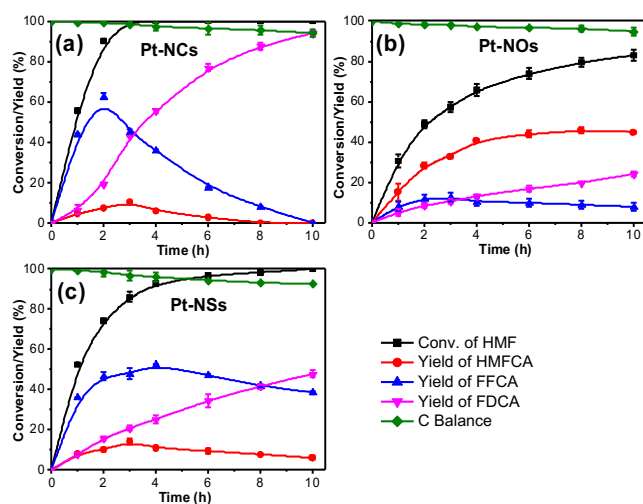 (a) Pt-NCs
Conversion/Yield (%)
100
80
60
40
20
0
0 2 4 6 8 10
Time (h)
(b) Pt-NOs
Conversion/Yield (%)
100
80
60
40
20
0
0 2 4 6 8 10
Time (h)
(c) Pt-NSs
Conversion/Yield (%)
100
80
60
40
20
0
0 2 4 6 8 10
Time (h)
Conv. of HMF
Yield of HMFCA
Yield of FFCA
Yield of FDCA
C Balance